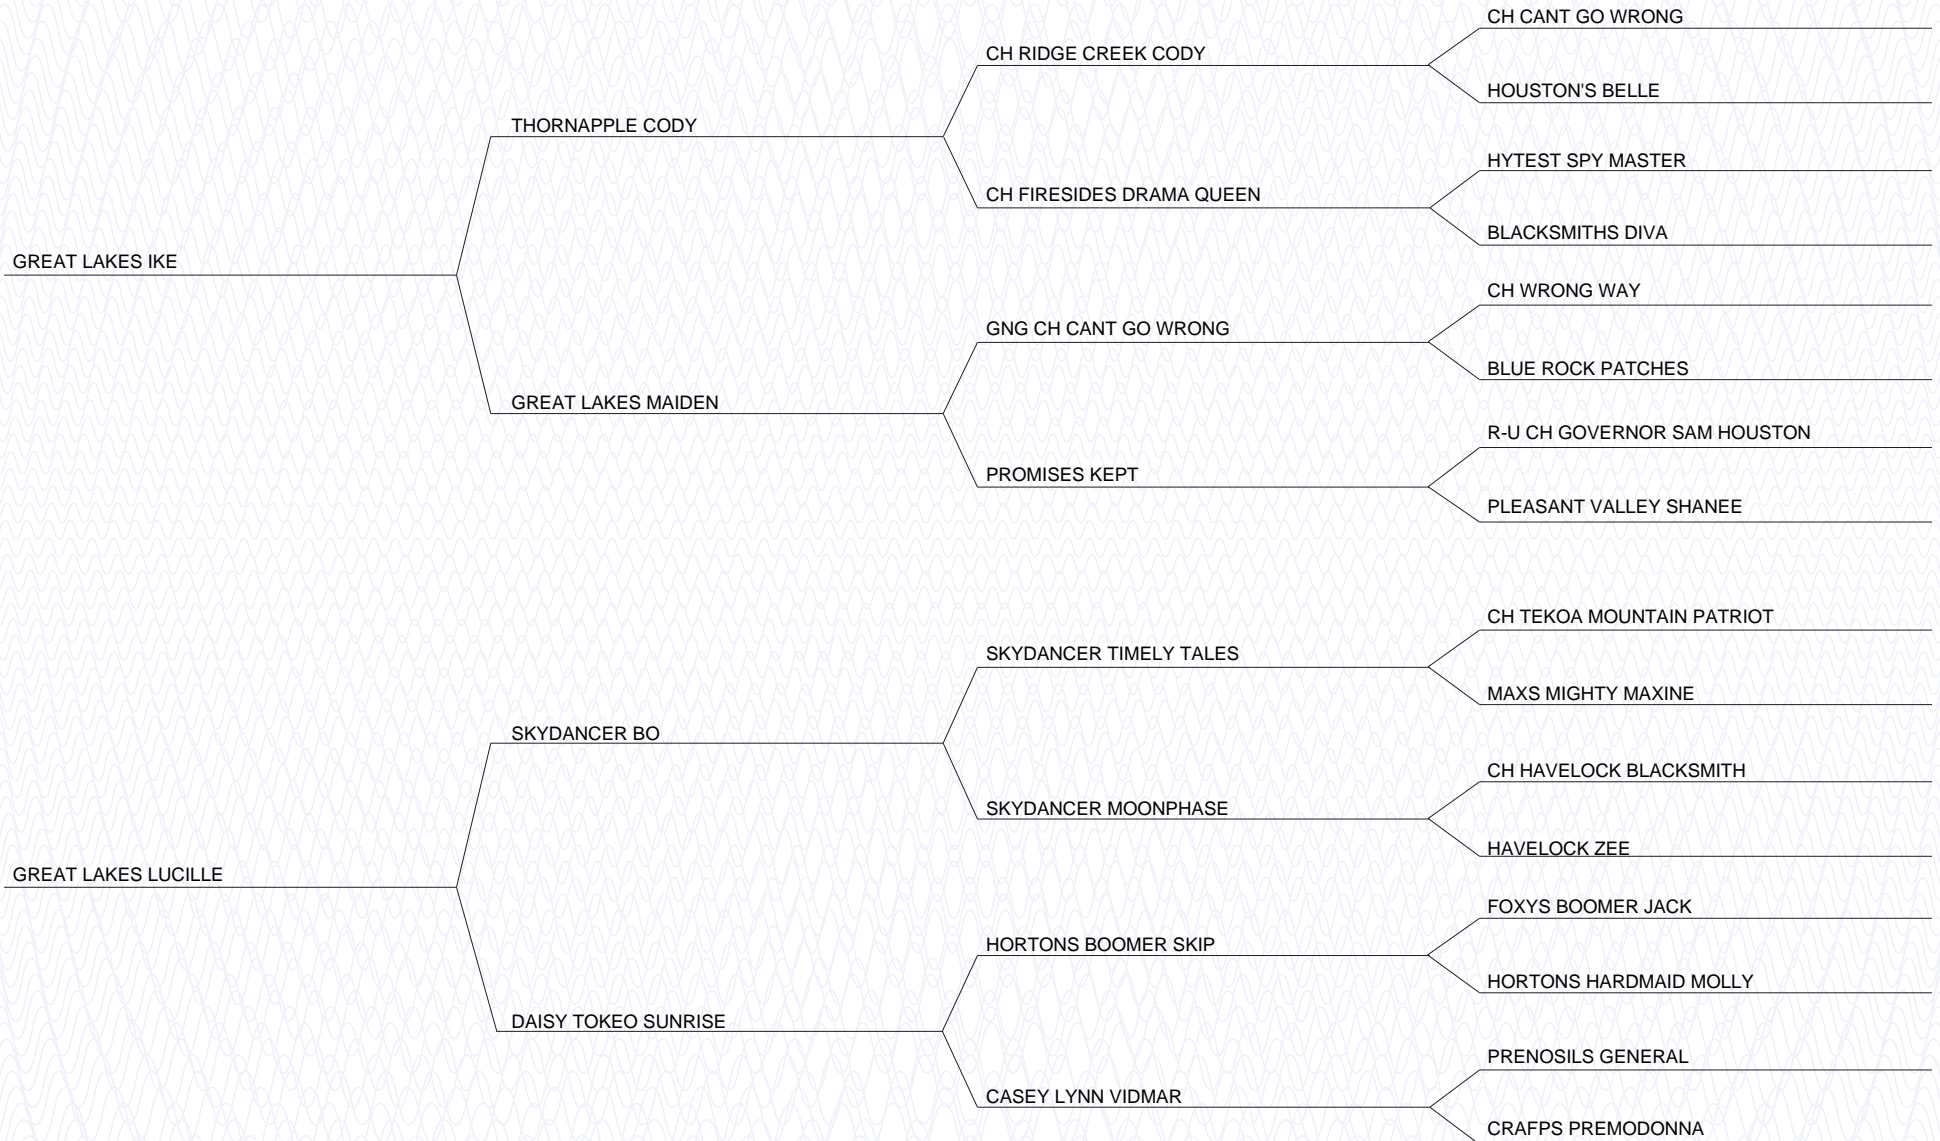 CH CANT GO WRONG
CH RIDGE CREEK CODY
HOUSTON'S BELLE
THORNAPPLE CODY
HYTEST SPY MASTER
CH FIRESIDES DRAMA QUEEN
BLACKSMITHS DIVA
GREAT LAKES IKE
CH WRONG WAY
GNG CH CANT GO WRONG
BLUE ROCK PATCHES
GREAT LAKES MAIDEN
R-U CH GOVERNOR SAM HOUSTON
PROMISES KEPT
PLEASANT VALLEY SHANEE
CH TEKOA MOUNTAIN PATRIOT
SKYDANCER TIMELY TALES
MAXS MIGHTY MAXINE
SKYDANCER BO
CH HAVELOCK BLACKSMITH
SKYDANCER MOONPHASE
HAVELOCK ZEE
GREAT LAKES LUCILLE
FOXYS BOOMER JACK
HORTONS BOOMER SKIP
HORTONS HARDMAID MOLLY
DAISY TOKEO SUNRISE
PRENOSILS GENERAL
CASEY LYNN VIDMAR
CRAFPS PREMODONNA